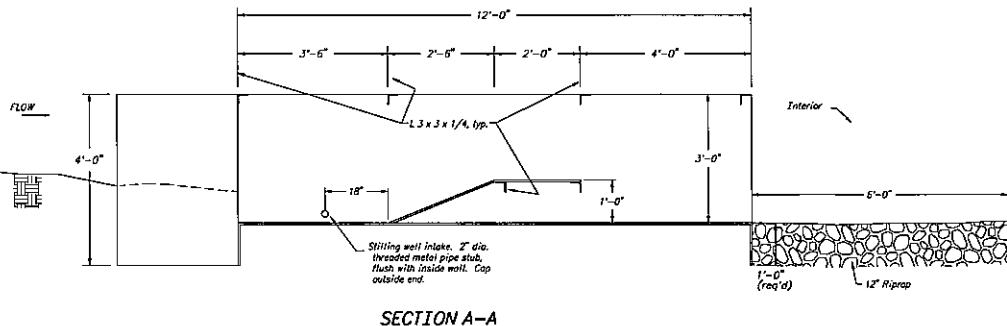 12'-0"
3'-6" 2'-6" 2'-0" 4'-0"
FLOW
Interior
L 3 x 3 x 1/4, typ.
4'-0"
3'-0"
18"
1'-0"
6'-0"
Stilling well intake. 2" dia.
threaded metal pipe stub,
flush with inside wall. Cap
outside end.
1'-0"
(req'd)
12" Riprap
SECTION A-A